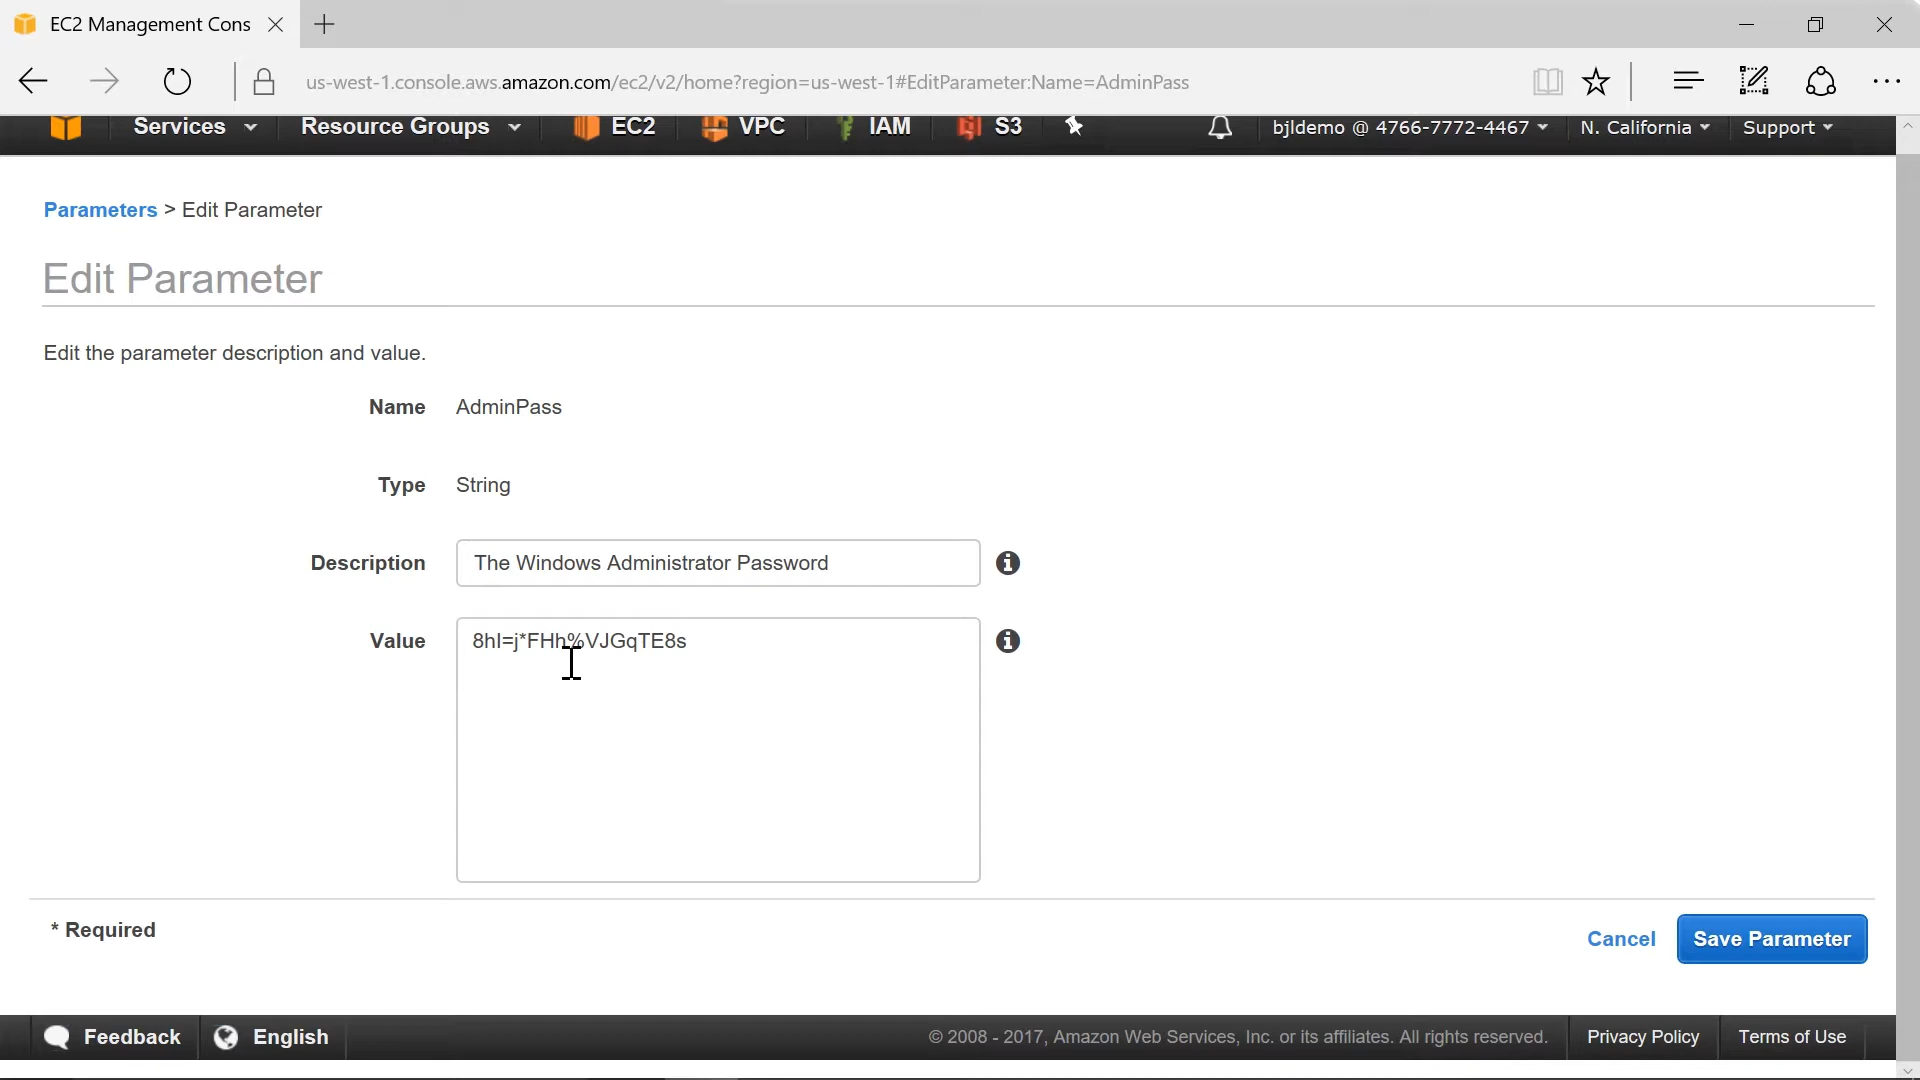 EC2 Management Cons
us-west-1.console.aws.amazon.com/ec2/v2/home?region=us-west-1#EditParameter:Name=AdminPass
Services Resource Groups EC2 VPC IAM S3 bjldemo @ 4766-7772-4467 N. California Support
Parameters > Edit Parameter
Edit Parameter
Edit the parameter description and value.
Name AdminPass
Type String
Description The Windows Administrator Password
Value 8hI=j*FHh%VJGqTE8s
* Required
Cancel Save Parameter
Feedback English © 2008 - 2017, Amazon Web Services, Inc. or its affiliates. All rights reserved. Privacy Policy Terms of Use